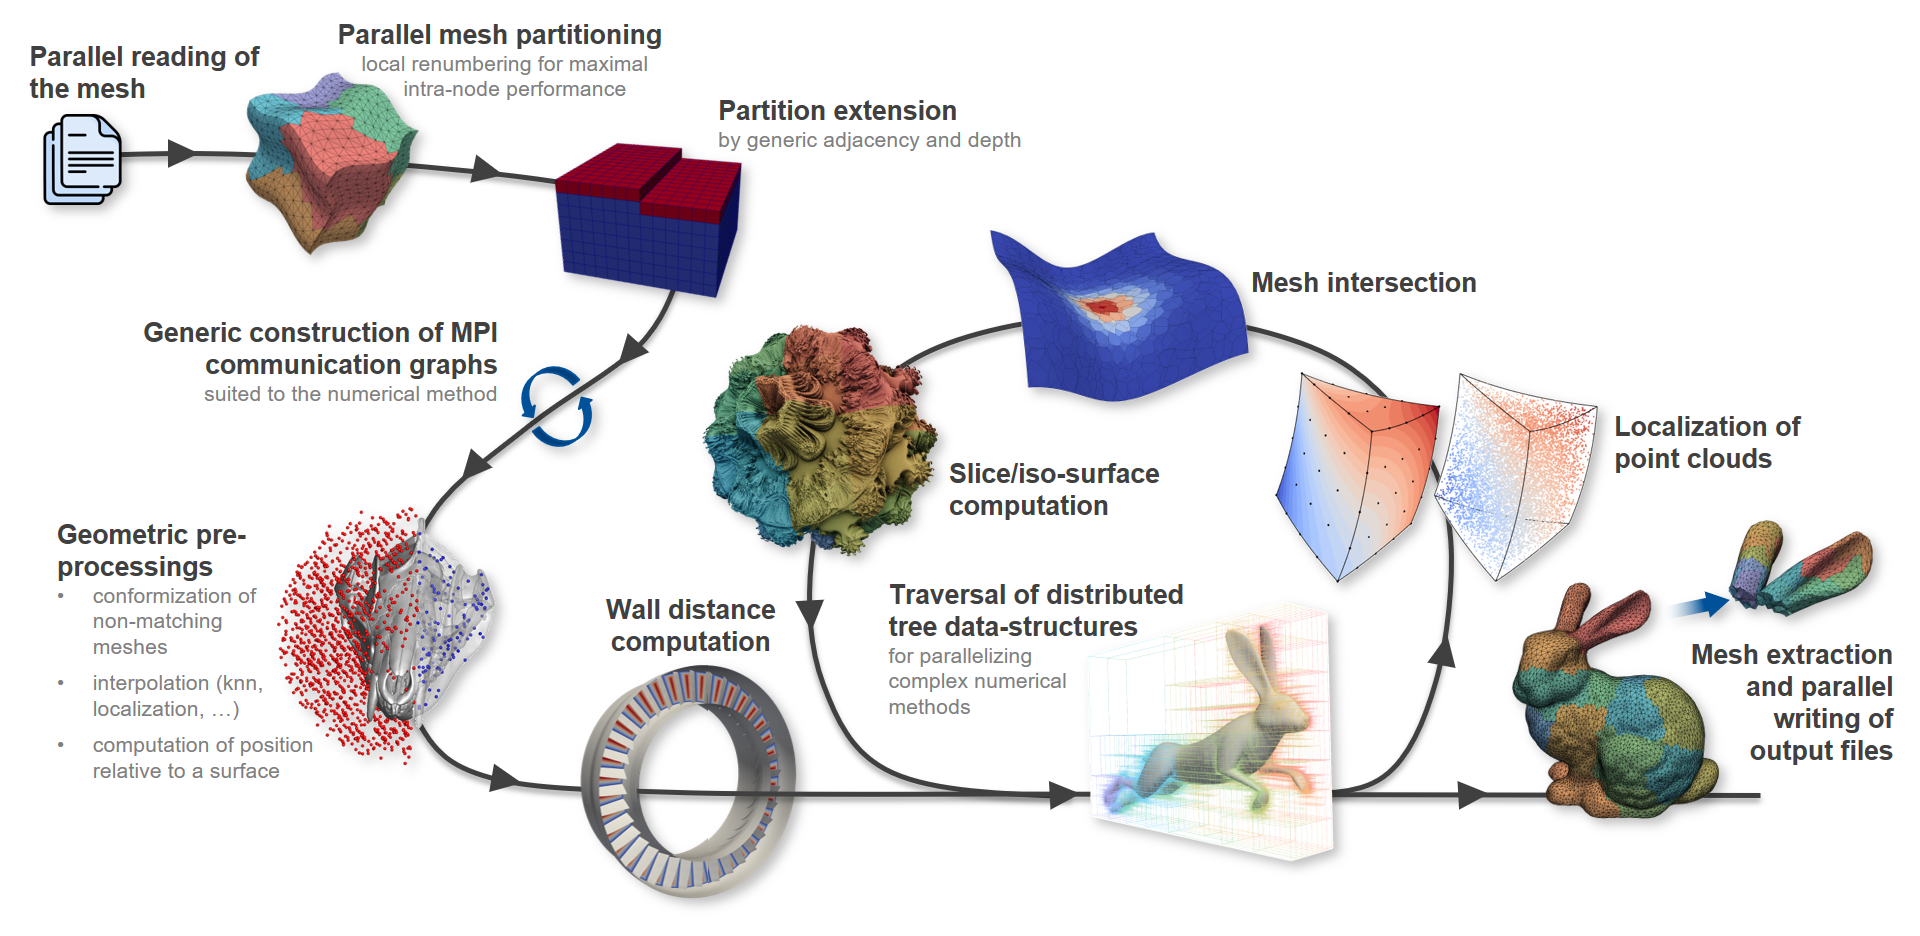 Parallel reading of
the mesh
Parallel mesh partitioning
local renumbering for maximal
intra-node performance
Partition extension
by generic adjacency and depth
Generic construction of MPI
communication graphs
suited to the numerical method
Geometric pre-
processings
• conformization of
non-matching
meshes
• interpolation (knn,
localization, …)
• computation of position
relative to a surface
Wall distance
computation
Traversal of distributed
tree data-structures
for parallelizing
complex numerical
methods
Localization of
point clouds
Mesh intersection
Slice/iso-surface
computation
Mesh extraction
and parallel
writing of
output files